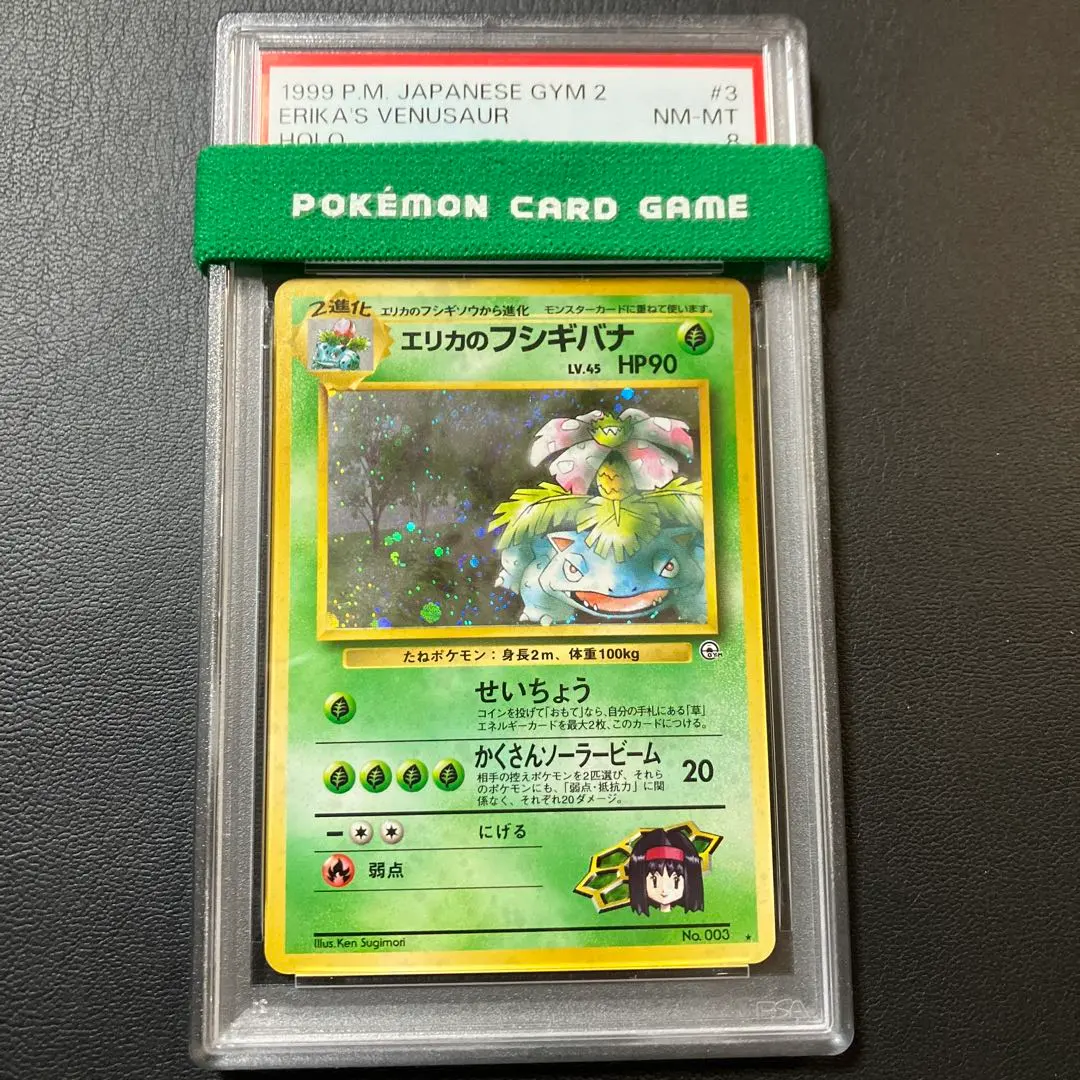 1999 P.M. JAPANESE GYM 2 #3
ERIKA'S VENUSAUR NM-MT
HOLO 8
POKÉMON CARD GAME
2進化 エリカのフシギソウから進化 モンスターカードに重ねて使います。
エリカのフシギバナ
LV.45 HP90
たねポケモン：身長2m、体重100kg
GYM
せいちょう
コインを投げて「おもて」なら、自分の手札にある「草」
エネルギーカードを最大2枚、このカードにつける。
かくさんソーラービーム 20
相手の控えポケモンを2匹選び、それら
のポケモンにも、「弱点・抵抗力」に関
係なく、それぞれ20ダメージ。
にげる
弱点
Illus. Ken Sugimori No. 003 ★
PSA